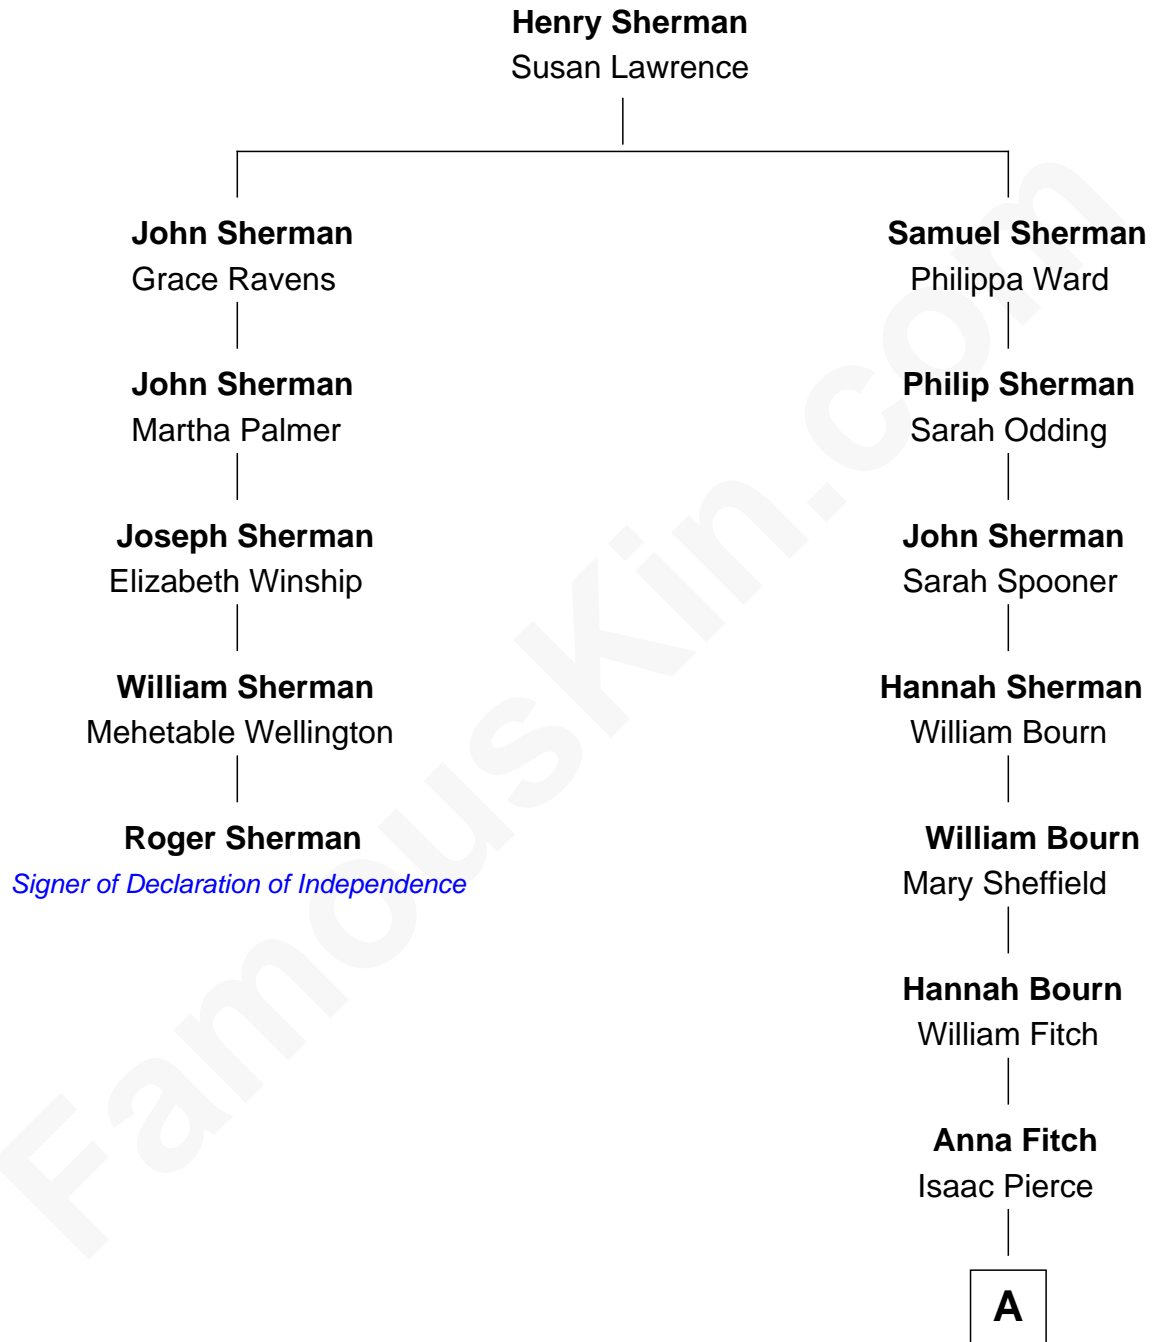 Henry Sherman
Susan Lawrence
John Sherman
Grace Ravens
John Sherman
Martha Palmer
Joseph Sherman
Elizabeth Winship
William Sherman
Mehetable Wellington
Roger Sherman
Signer of Declaration of Independence
Samuel Sherman
Philippa Ward
Philip Sherman
Sarah Odding
John Sherman
Sarah Spooner
Hannah Sherman
William Bourn
William Bourn
Mary Sheffield
Hannah Bourn
William Fitch
Anna Fitch
Isaac Pierce
A
FamousKin.com